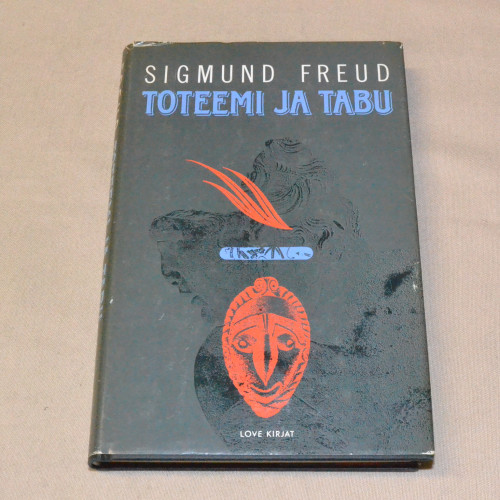 SIGMUND FREUD
TOTEEMI JA TABU
LOVE KIRJAT